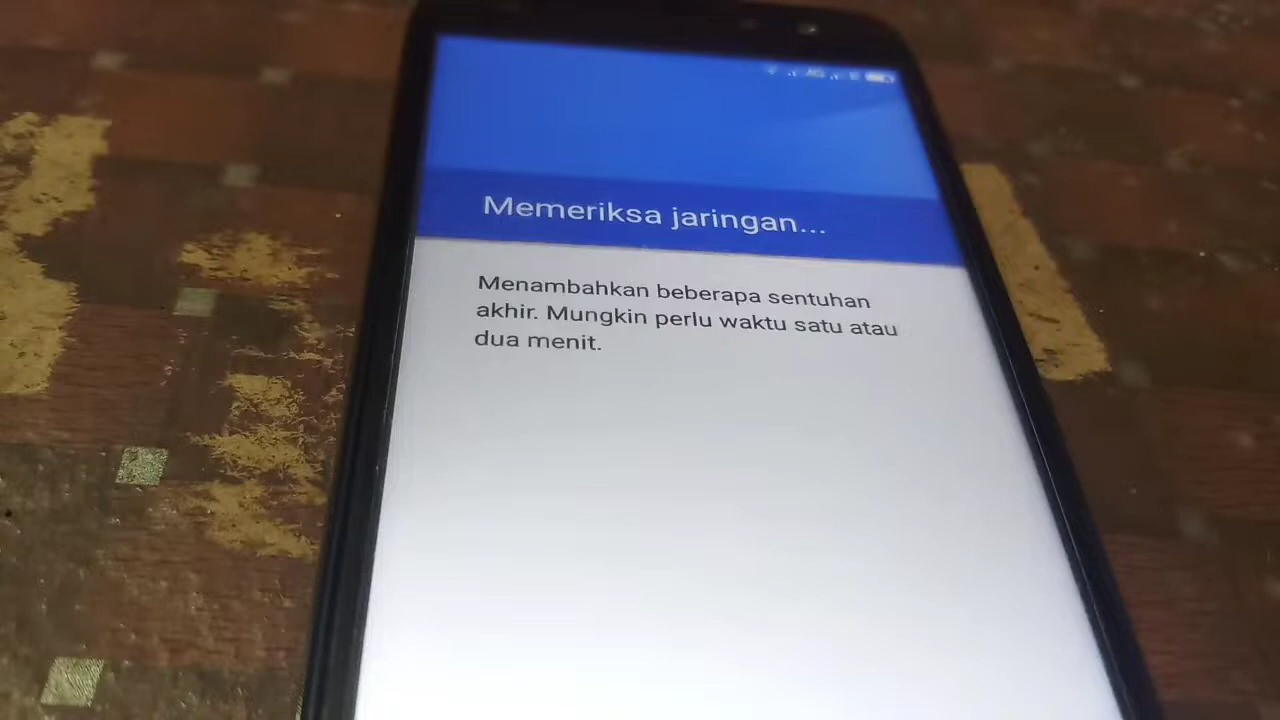 Memeriksa jaringan...
Menambahkan beberapa sentuhan
akhir. Mungkin perlu waktu satu atau
dua menit.